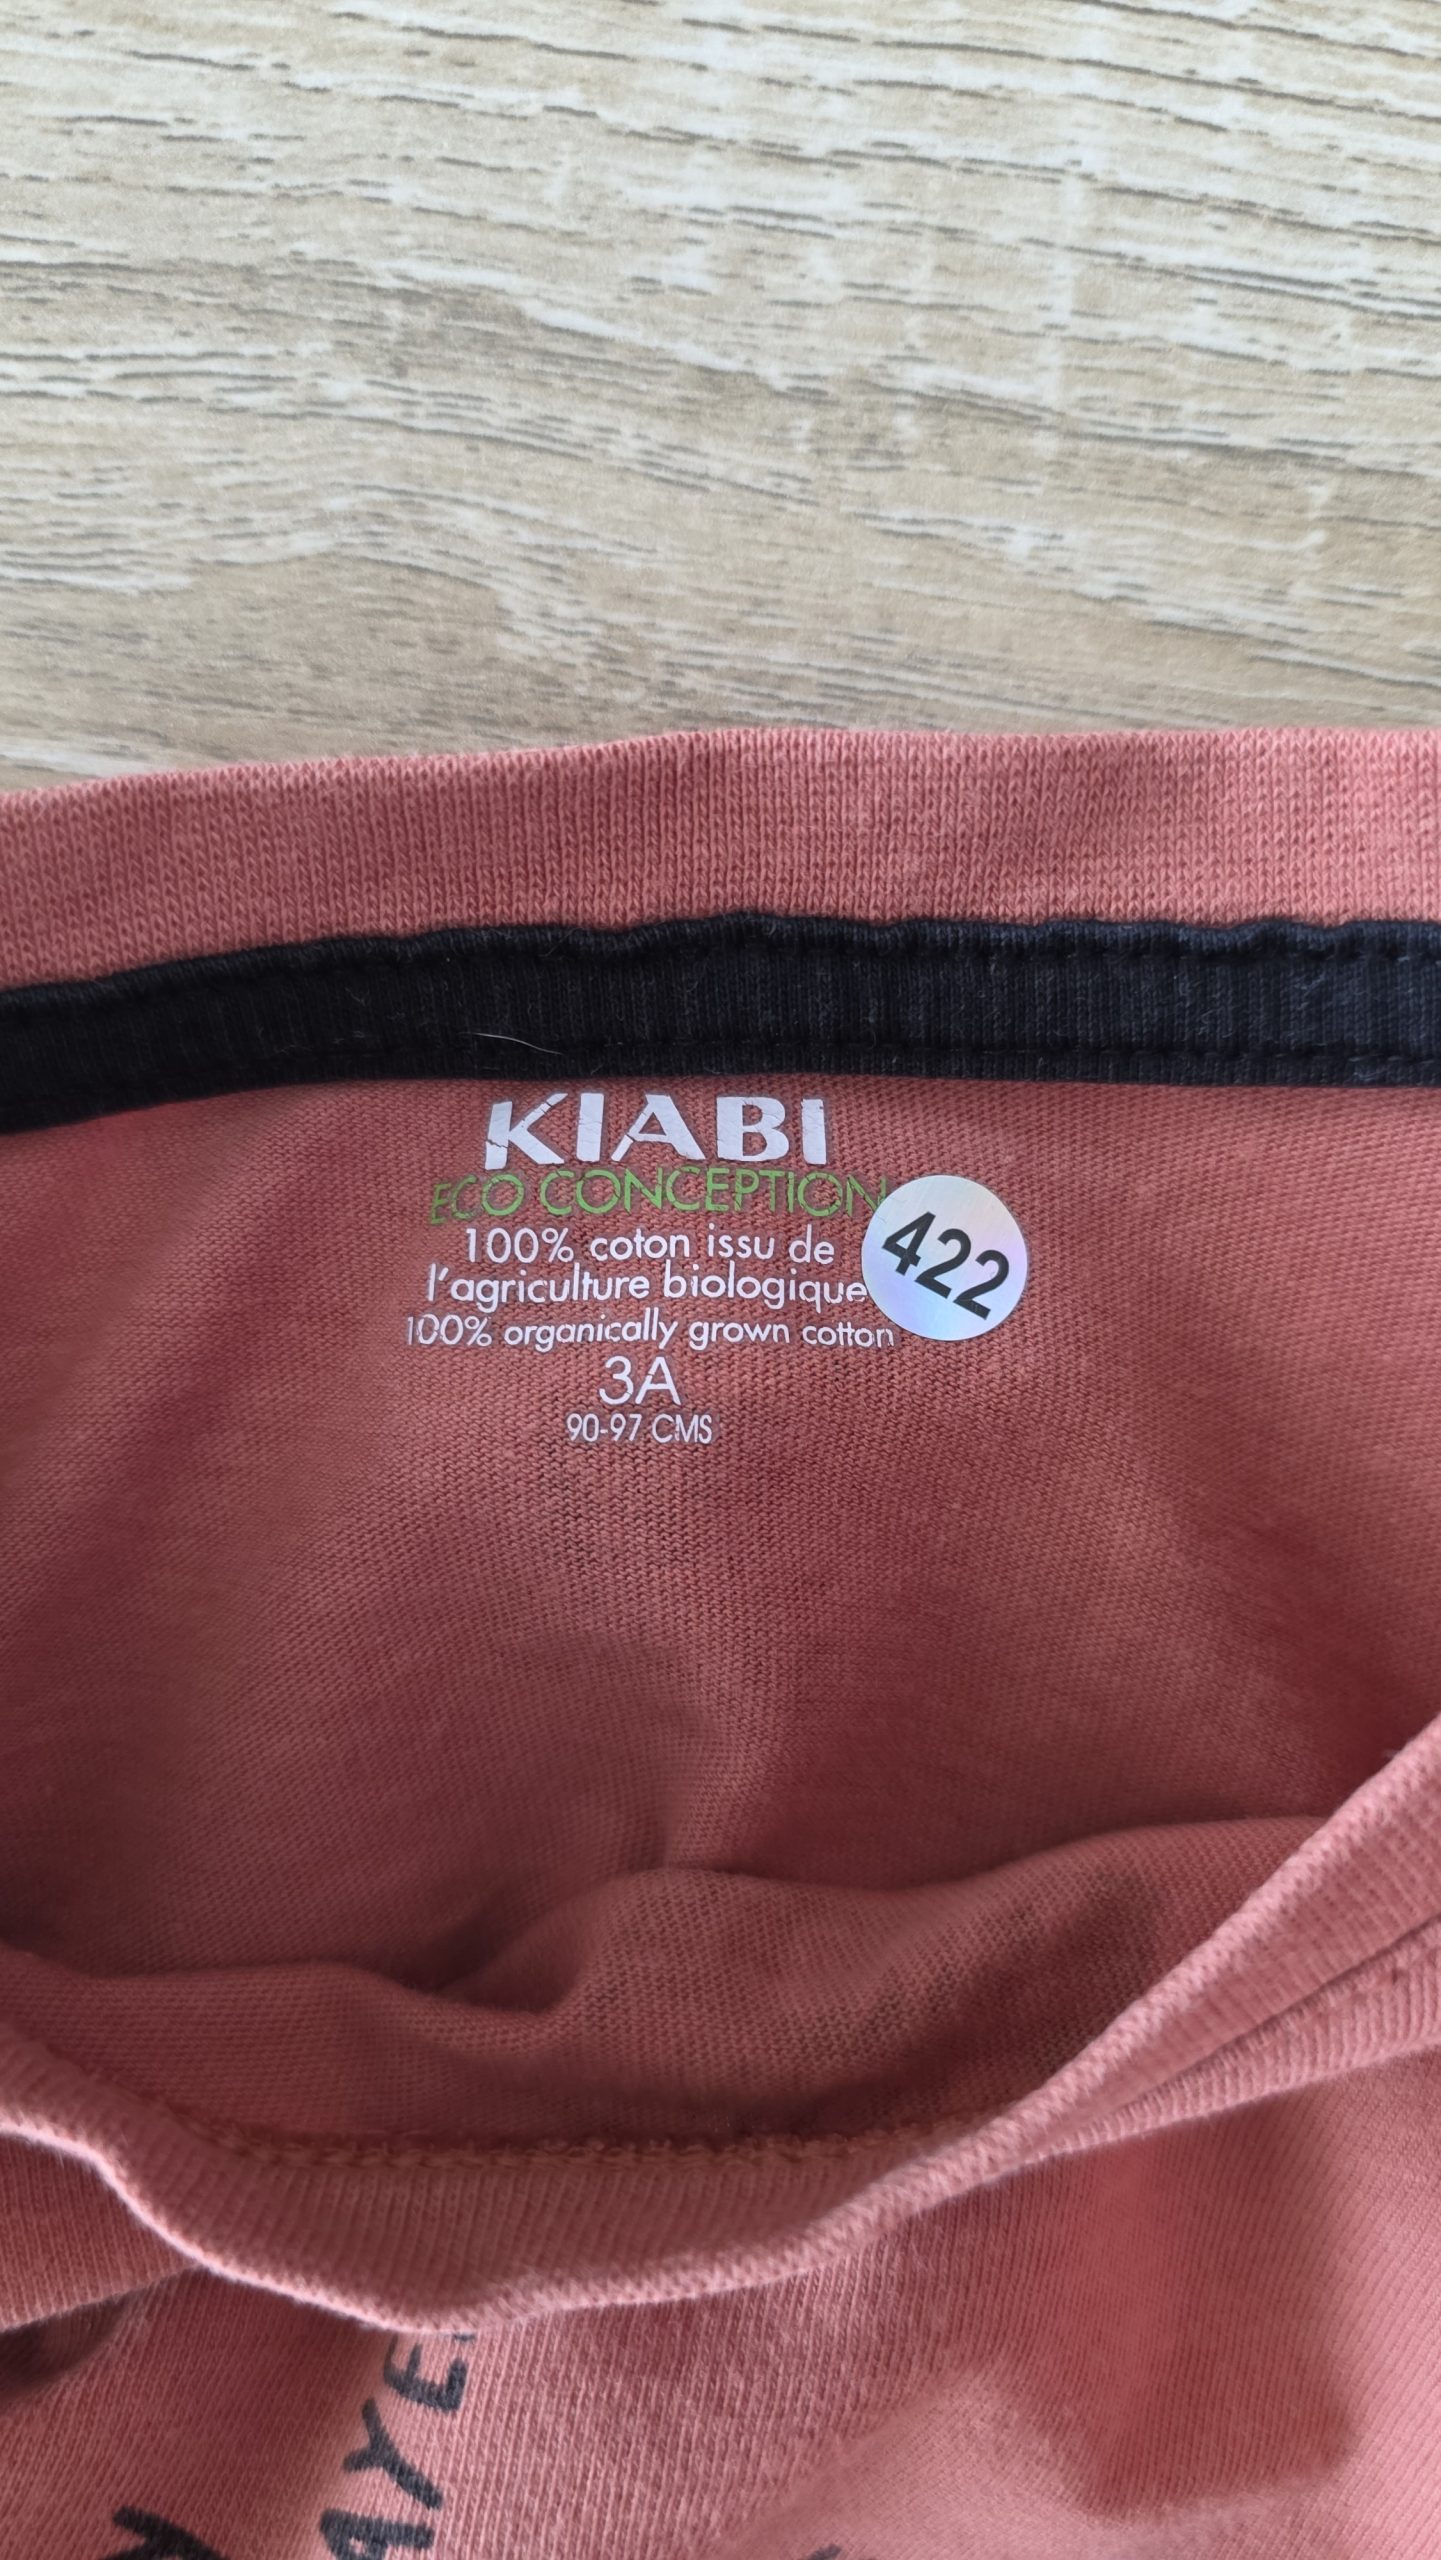 KIABI
ECO CONCEPTION
422
100% coton issu de
l'agriculture biologique
100% organically grown cotton
3A
90-97 CMS